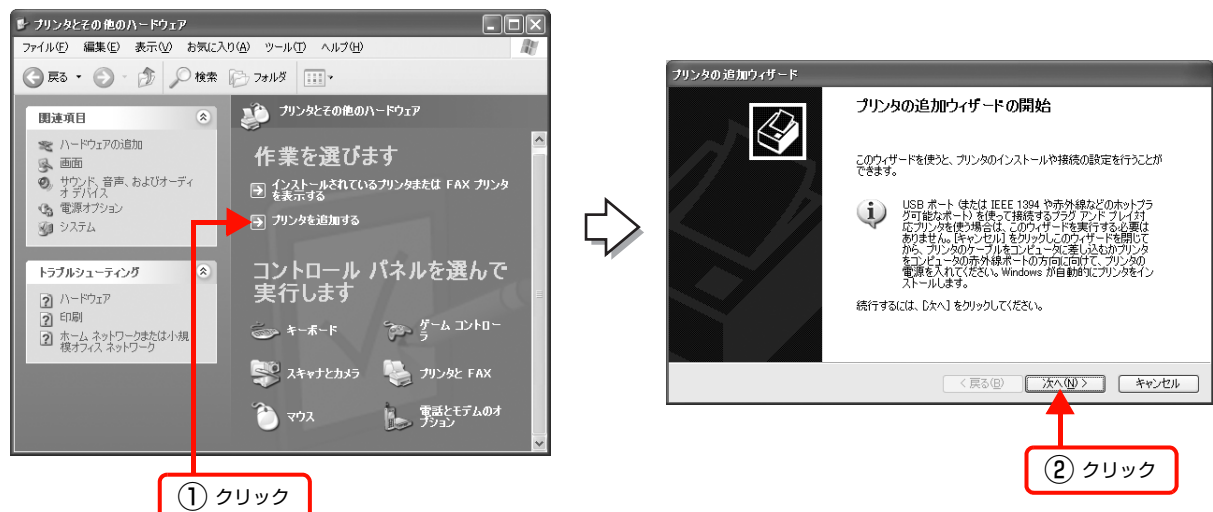 プリンタとその他のハードウェア
ファイル(F) 編集(E) 表示(V) お気に入り(A) ツール(T) ヘルプ(H)
戻る 検索 フォルダ
関連項目
ハードウェアの追加
画面
サウンド、音声、およびオーディ
オ デバイス
電源オプション
システム
トラブルシューティング
ハードウェア
印刷
ホーム ネットワークまたは小規
模オフィス ネットワーク
プリンタとその他のハードウェア
作業を選びます
インストールされているプリンタまたは FAX プリンタ
を表示する
プリンタを追加する
コントロール パネルを選んで
実行します
キーボード
ゲーム コントロー
ラ
スキャナとカメラ
プリンタと FAX
マウス
電話とモデムのオ
プション
① クリック
プリンタの追加ウィザード
プリンタの追加ウィザードの開始
このウィザードを使うと、プリンタのインストールや接続の設定を行うことが
できます。
USB ポート (または IEEE 1394 や赤外線などのホットプラ
グ可能なポート) を使って接続するプラグ アンド プレイ対
応プリンタを使う場合は、このウィザードを実行する必要は
ありません。[キャンセル] をクリックしこのウィザードを閉じて
から、プリンタのケーブルをコンピュータに差し込むかプリンタ
をコンピュータの赤外線ポートの方向に向けて、プリンタの
電源を入れてください。Windows が自動的にプリンタをイン
ストールします。
続行するには、[次へ] をクリックしてください。
< 戻る(B) 次へ(N) > キャンセル
② クリック